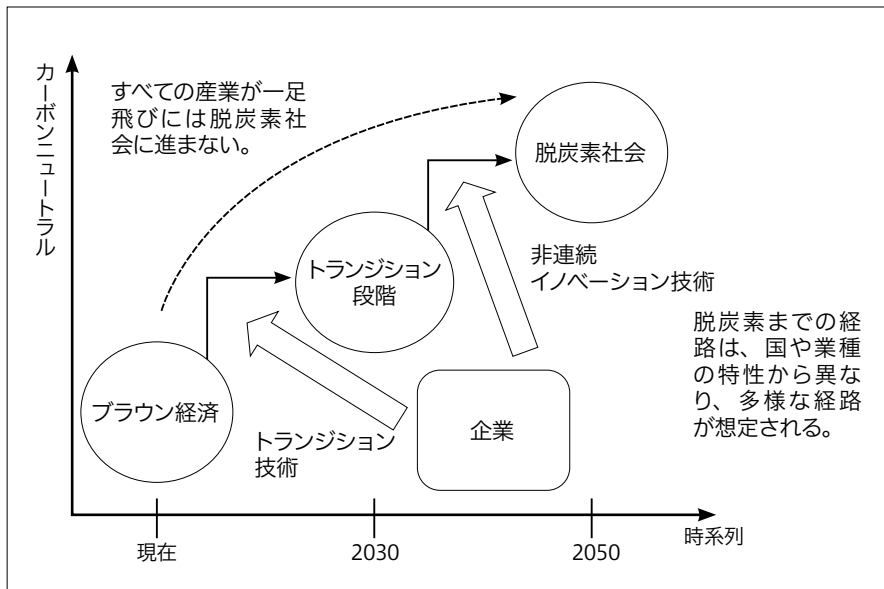 カーボンニュートラル
すべての産業が一足
飛びには脱炭素社
会に進まない。
脱炭素社会
トランジション
段階
非連続
イノベーション技術
脱炭素までの経
路は、国や業種
の特性から異な
り、多様な経路
が想定される。
ブラウン経済
トランジション
技術
企業
現在
2030
2050
時系列